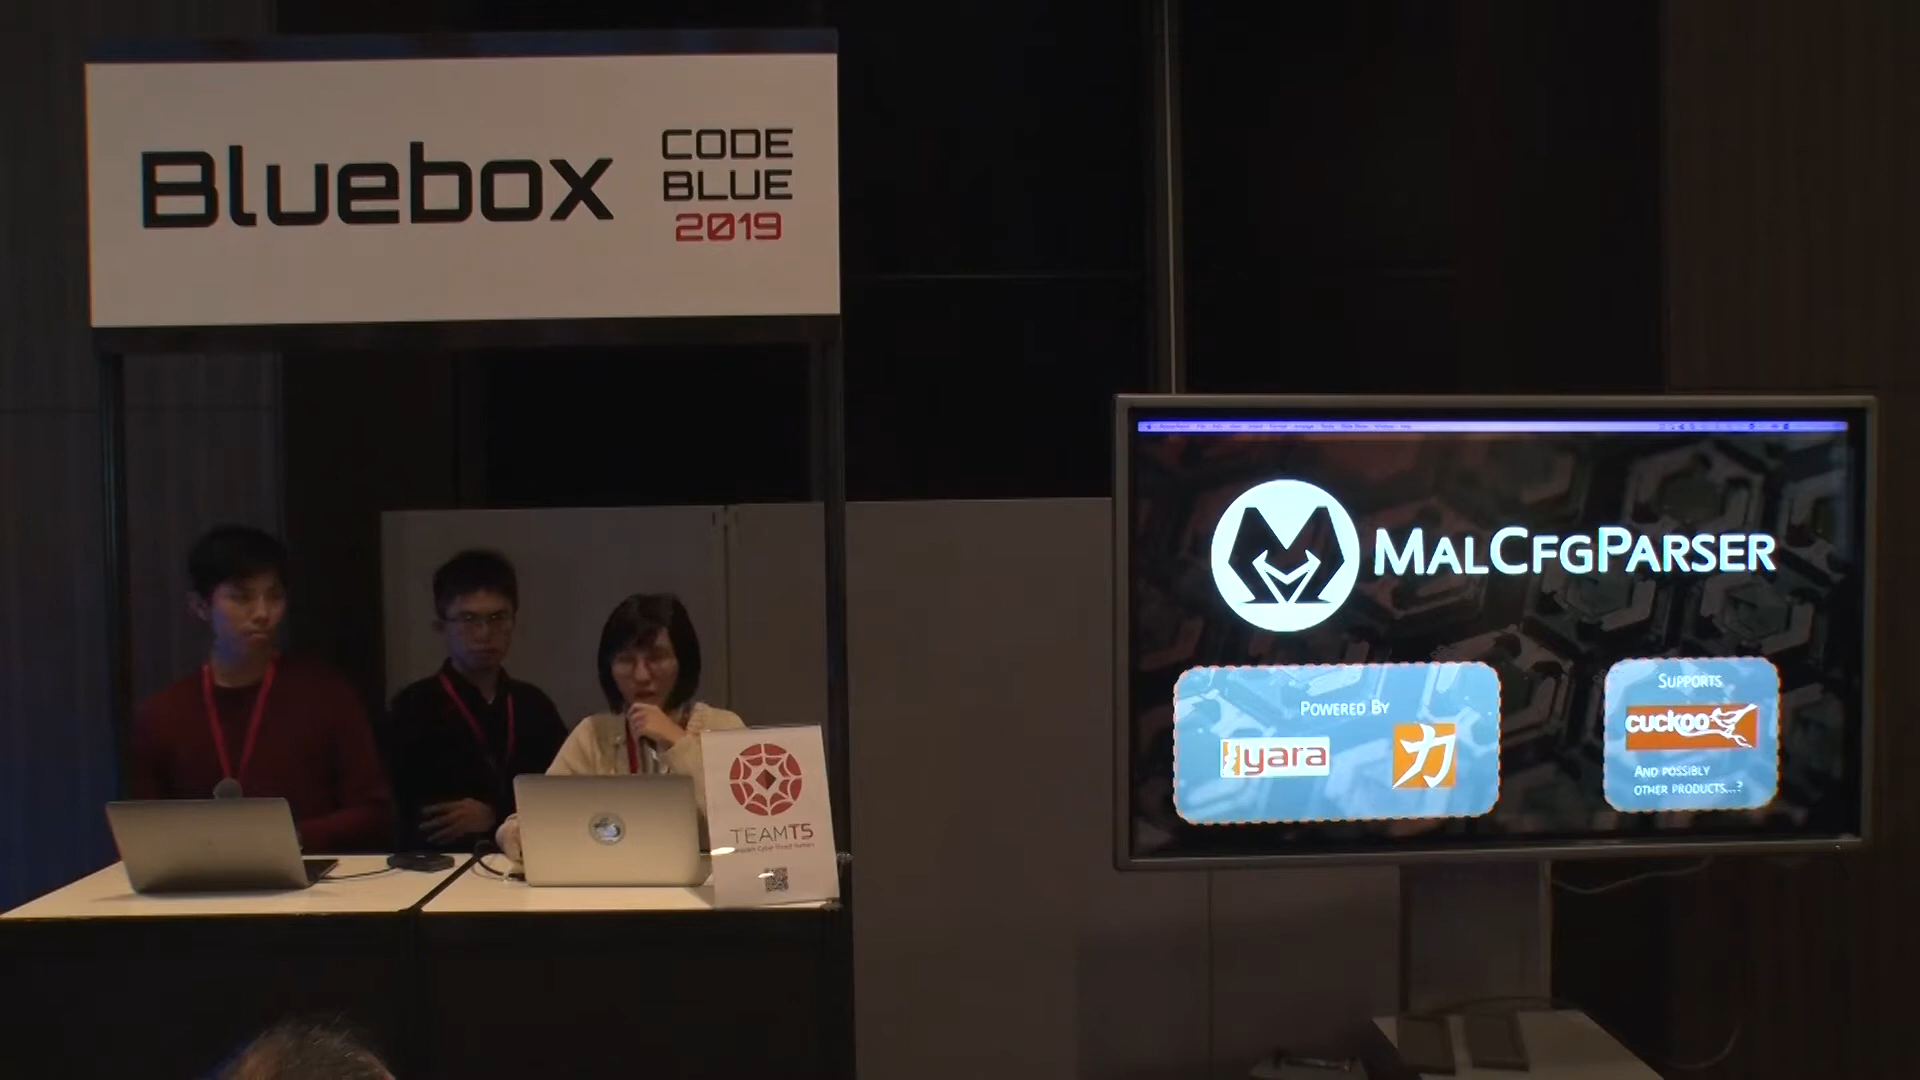 Bluebox
CODE
BLUE
2019
MALCFGPARSER
POWERED BY
yara
力
SUPPORTS
cuckoo
AND POSSIBLY
OTHER PRODUCTS...?
TEAMT5